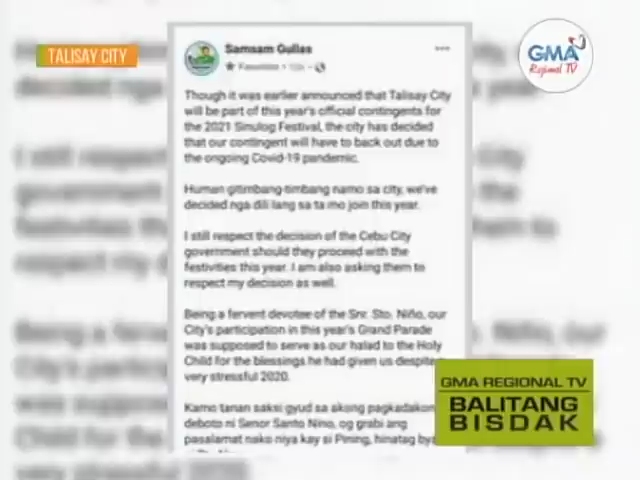 TALISAY CITY
GMA
Regional TV
Samsam Gullas
Though it was earlier announced that Talisay City
will be part of this year's official contingents for
the 2021 Sinulog Festival, the city has decided
that our contingent will have to back out due to
the ongoing Covid-19 pandemic.
Human gitimbang-timbang namo sa city, we've
decided nga dili lang sa ta mo join this year.
I still respect the decision of the Cebu City
government should they proceed with the
festivities this year. I am also asking them to
respect my decision as well.
Being a fervent devotee of the Snr. Sto. Niño, our
City's participation in this year's Grand Parade
was supposed to serve as our halad to the Holy
Child for the blessings he had given us despite
very stressful 2020.
Kamo tanan saksi gyud sa akong pagkadakon
deboto ni Senor Santo Nino, og grabi ang
pasalamat nako niya kay si Pining, hinatag
GMA REGIONAL TV
BALITANG
BISDAK